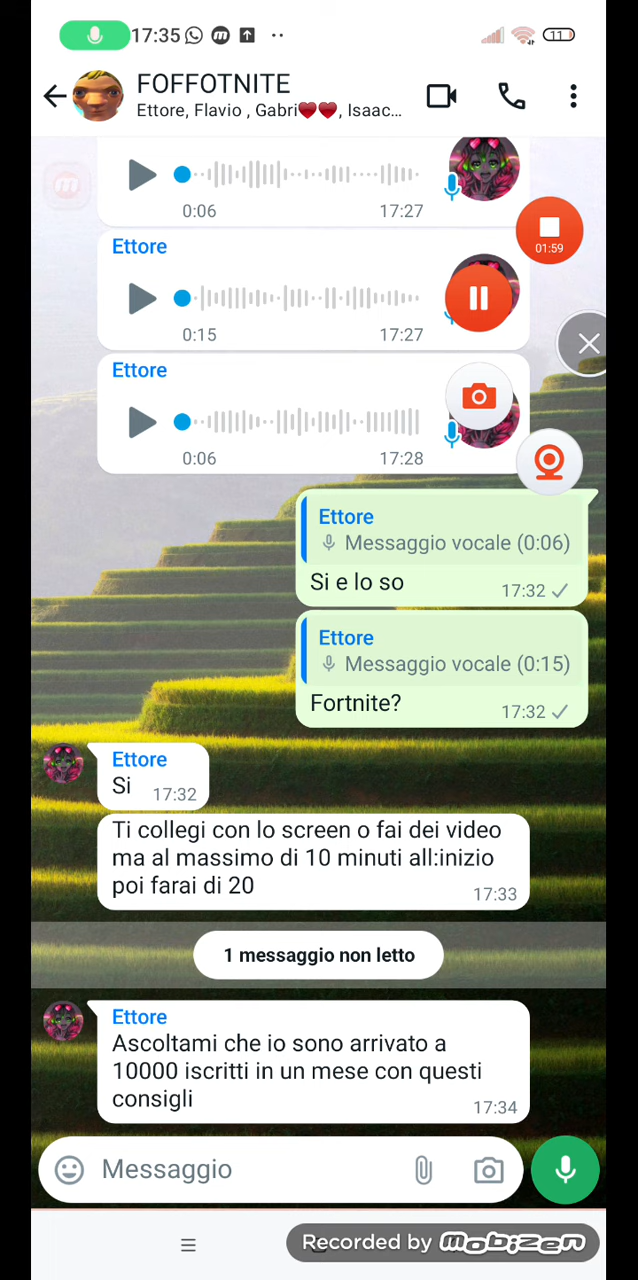 17:35
11
FOFFOTNITE
Ettore, Flavio , Gabri❤️❤️, Isaac...
0:06 17:27
01:59
Ettore
0:15 17:27
Ettore
0:06 17:28
Ettore
Messaggio vocale (0:06)
Si e lo so 17:32
Ettore
Messaggio vocale (0:15)
Fortnite? 17:32
Ettore
Si 17:32
Ti collegi con lo screen o fai dei video
ma al massimo di 10 minuti all:inizio
poi farai di 20 17:33
1 messaggio non letto
Ettore
Ascoltami che io sono arrivato a
10000 iscritti in un mese con questi
consigli 17:34
Messaggio
Recorded by mobizen